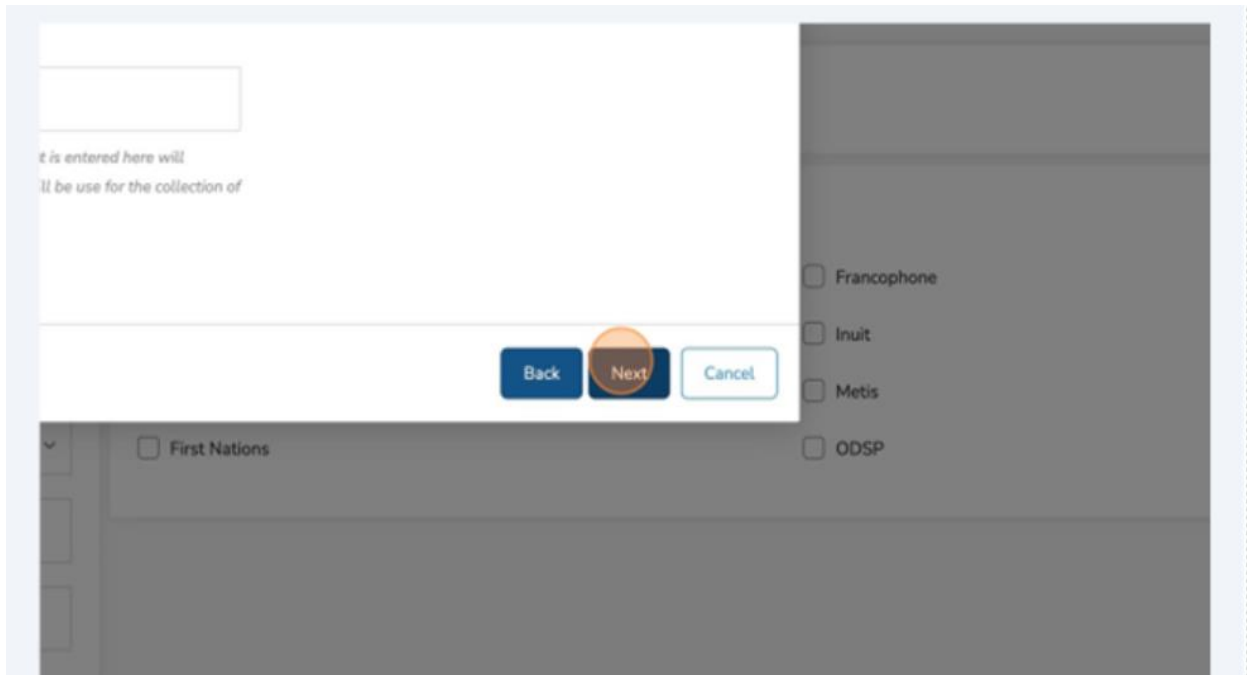 t is entered here will
ll be use for the collection of
Francophone
Inuit
Back Next Cancel
Metis
First Nations
ODSP